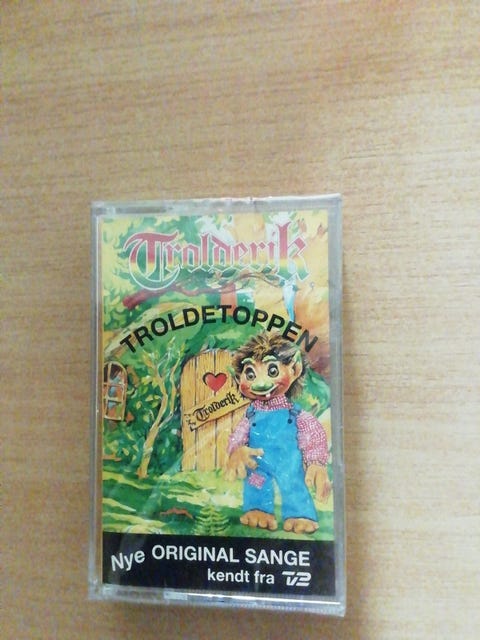 Trolderik
TROLDETOPPEN
Trolderik
Nye ORIGINAL SANGE
kendt fra TV2